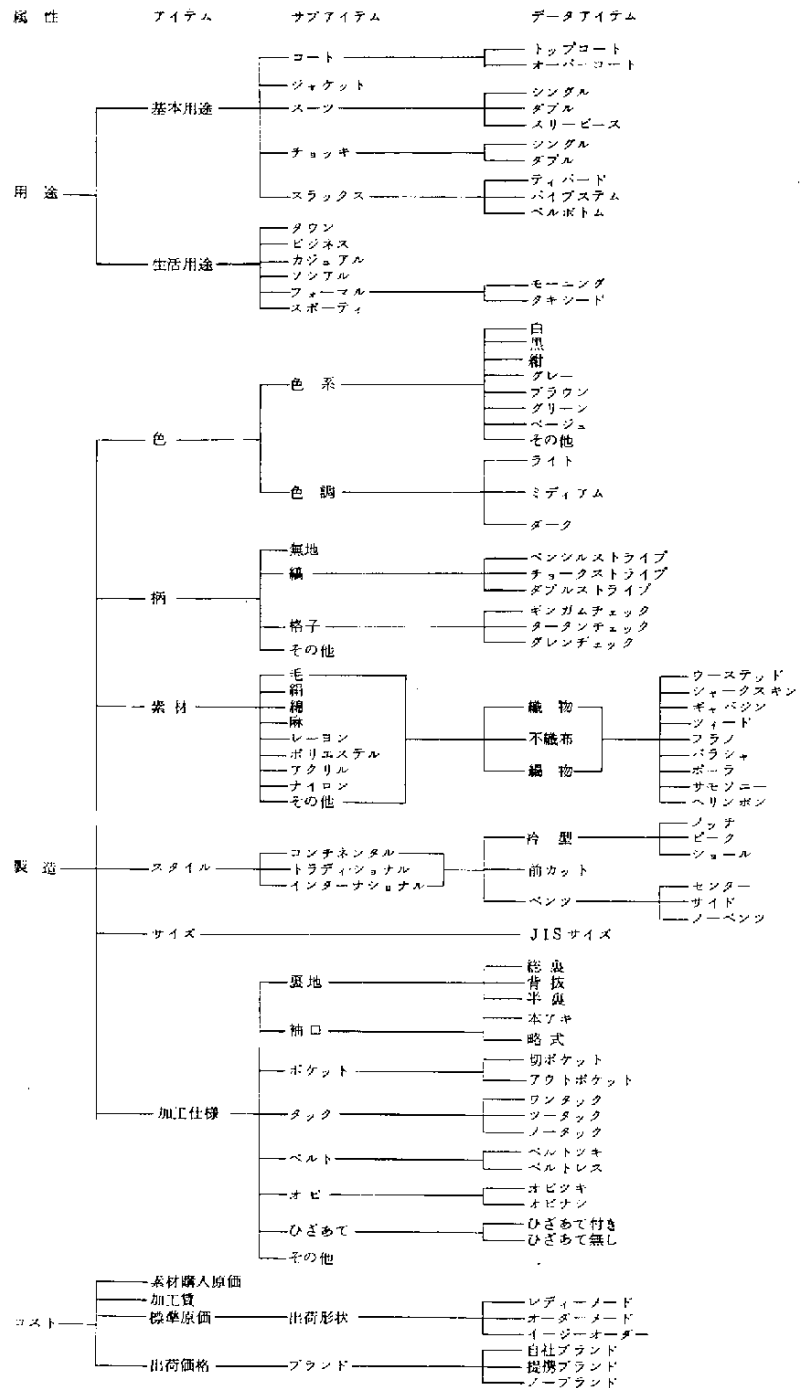 属 性 アイテム サブアイテム データアイテム
コート トップコート
オーバーコート
ジャケット
基本用途 スーツ シングル
ダブル
スリーピース
チョッキ シングル
ダブル
用 途 ティパード
スラックス パイプステム
ベルボトム
タウン
ビジネス
生活用途 カジュアル
ソシアル
フォーマル モーニング
タキシード
スポーティ
白
黒
紺
色 系 グレー
ブラウン
グリーン
ベージュ
色 その他
ライト
色 調 ミディアム
ダーク
無地
縞 ペンシルストライプ
チョークストライプ
ダブルストライプ
柄 ギンガムチェック
格子 タータンチェック
グレンチェック
その他
毛 ウーステッド
絹 シャークスキン
素 材 綿 織 物 ギャバジン
麻 ツィード
レーヨン 不織布 フラノ
ポリエステル バラシャ
アクリル 編 物 ポーラ
ナイロン サキソニー
その他 ヘリンボン
ノッチ
コンチネンタル 衿 型 ピーク
ショール
製 造 スタイル トラディショナル 前カット
インターナショナル センター
ベンツ サイド
ノーベンツ
サイズ JISサイズ
総 裏
裏地 背 抜
半 裏
本アキ
袖口 略 式
ポケット 切ポケット
アウトポケット
ワンタック
加工仕様 タック ツータック
ノータック
ベルト ベルトツキ
ベルトレス
オビ オビツキ
オビナシ
ひざあて ひざあて付き
ひざあて無し
その他
素材購入原価
加工賃
コスト 標準原価 出荷形状 レディーメード
オーダーメード
イージーオーダー
出荷価格 ブランド 自社ブランド
提携ブランド
ノーブランド